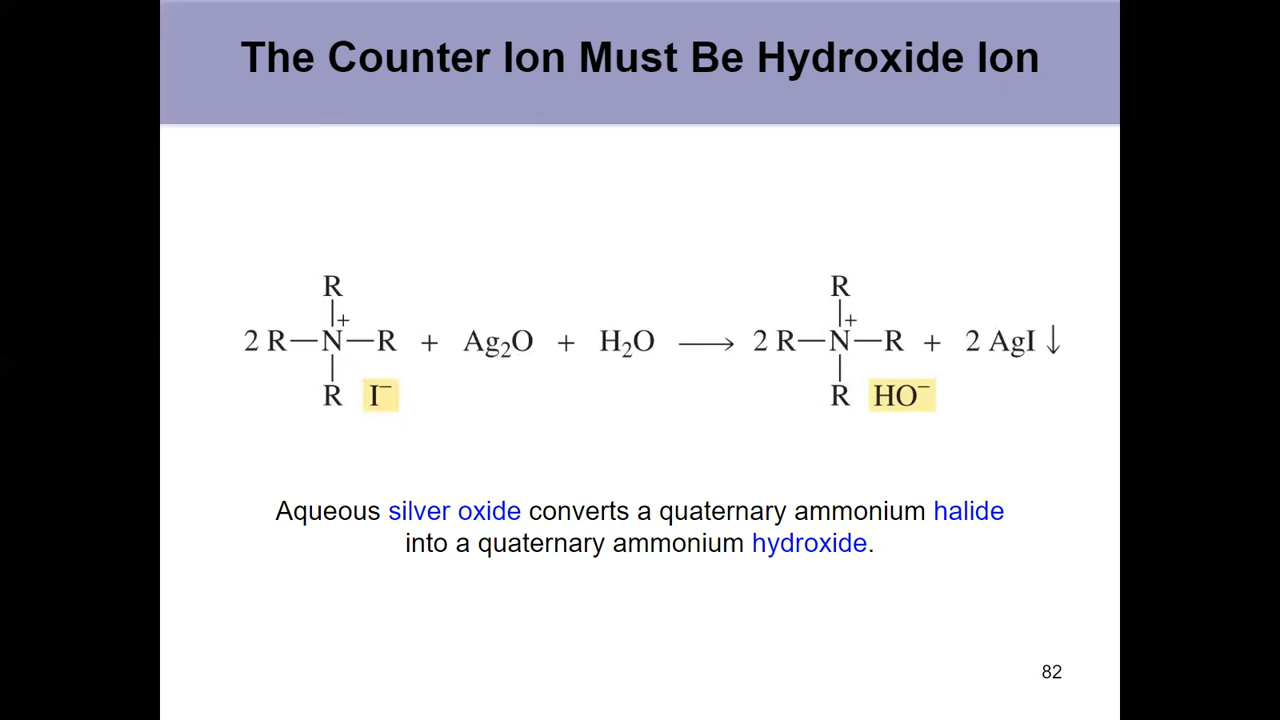 The Counter Ion Must Be Hydroxide Ion
R R
+ +
2 R—N—R + Ag₂O + H₂O ⟶ 2 R—N—R + 2 AgI ↓
R I⁻ R HO⁻
Aqueous silver oxide converts a quaternary ammonium halide
into a quaternary ammonium hydroxide.
82